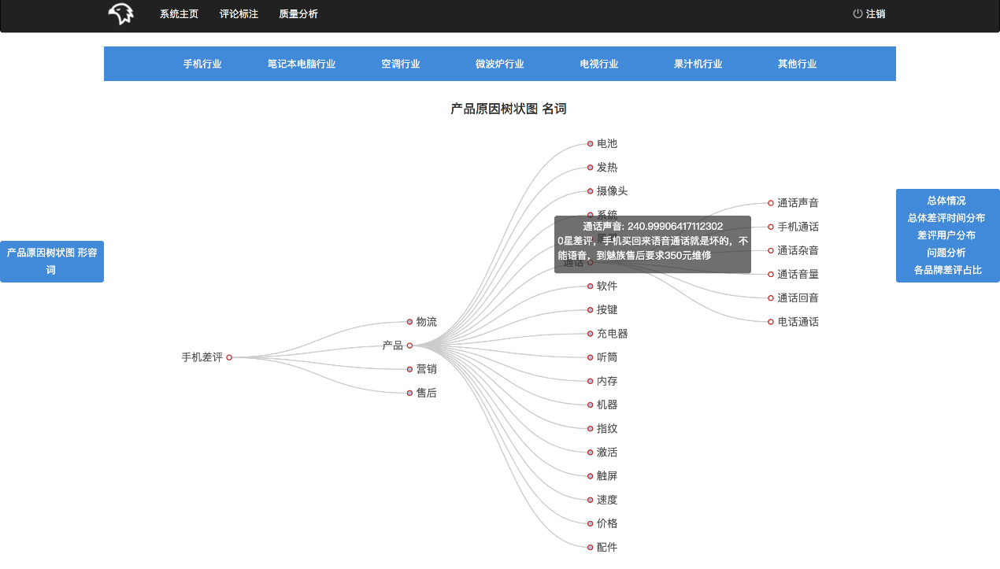 系统主页 评论标注 质量分析 注销
手机行业 笔记本电脑行业 空调行业 微波炉行业 电视行业 果汁机行业 其他行业
产品原因树状图 名词
产品原因树状图 形容
词
手机差评
物流
产品
营销
售后
电池
发热
摄像头
系统
通话
软件
按键
充电器
听筒
内存
机器
指纹
激活
触屏
速度
价格
配件
通话声音: 240.99906417112302
0星差评，手机买回来语音通话就是坏的，不
能语音，到魅族售后要求350元维修
通话声音
手机通话
通话杂音
通话音量
通话回音
电话通话
总体情况
总体差评时间分布
差评用户分布
问题分析
各品牌差评占比